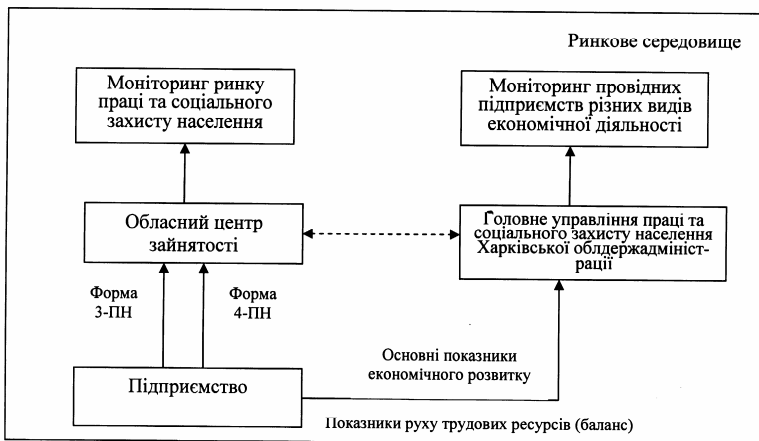 Ринкове середовище
Моніторинг ринку
праці та соціального
захисту населення
Моніторинг провідних
підприємств різних видів
економічної діяльності
Обласний центр
зайнятості
Головне управління праці та
соціального захисту населення
Харківської облдержадмініст-
рації
Форма
3-ПН
Форма
4-ПН
Підприємство
Основні показники
економічного розвитку
Показники руху трудових ресурсів (баланс)